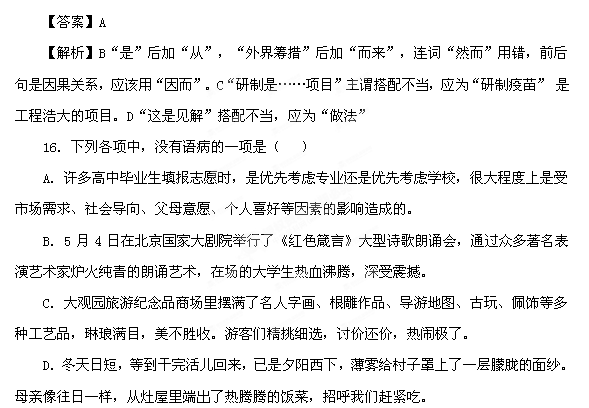 【答案】A
【解析】B“是”后加“从”，“外界筹措”后加“而来”，连词“然而”用错，前后
句是因果关系，应该用“因而”。C“研制是……项目”主谓搭配不当，应为“研制疫苗” 是
工程浩大的项目。D“这是见解”搭配不当，应为“做法”
16. 下列各项中，没有语病的一项是（   ）
A. 许多高中毕业生填报志愿时，是优先考虑专业还是优先考虑学校，很大程度上是受
市场需求、社会导向、父母意愿、个人喜好等因素的影响造成的。
B. 5 月 4 日在北京国家大剧院举行了《红色箴言》大型诗歌朗诵会，通过众多著名表
演艺术家炉火纯青的朗诵艺术，在场的大学生热血沸腾，深受震撼。
C. 大观园旅游纪念品商场里摆满了名人字画、根雕作品、导游地图、古玩、佩饰等多
种工艺品，琳琅满目，美不胜收。游客们精挑细选，讨价还价，热闹极了。
D. 冬天日短，等到干完活儿回来，已是夕阳西下，薄雾给村子罩上了一层朦胧的面纱。
母亲像往日一样，从灶屋里端出了热腾腾的饭菜，招呼我们赶紧吃。